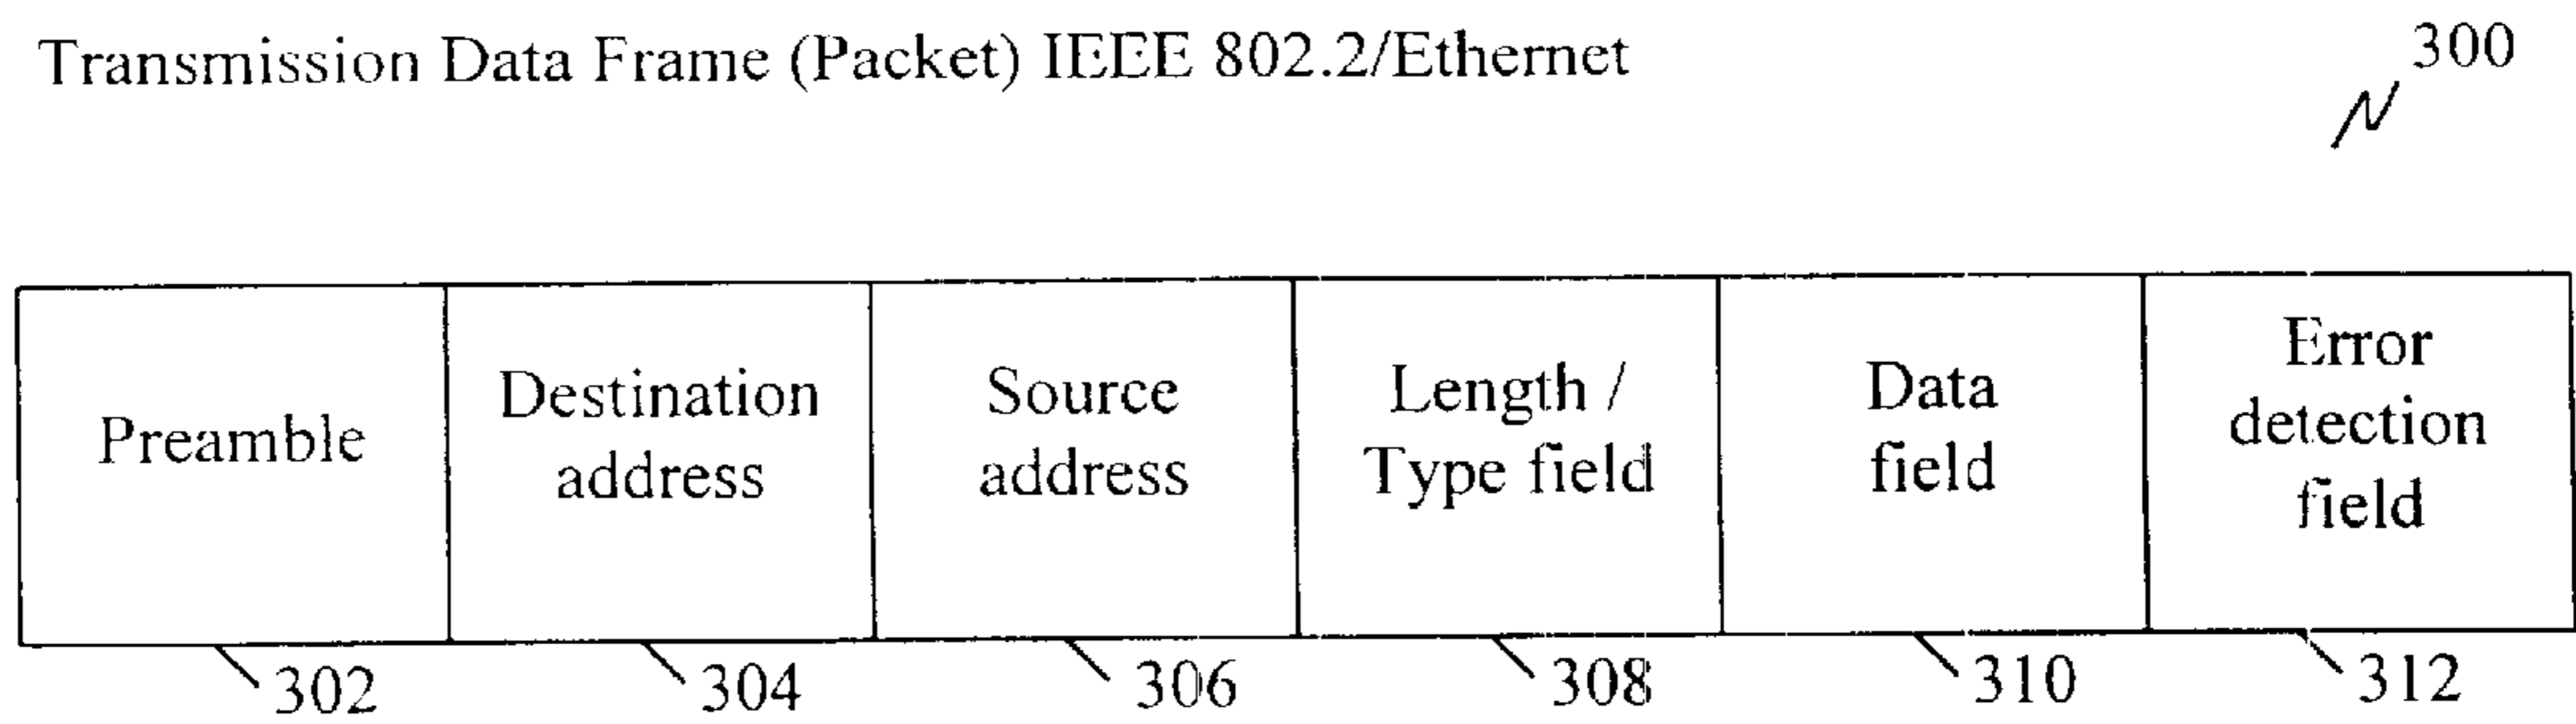 Transmission Data Frame (Packet) IEEE 802.2/Ethernet
300
Preamble
Destination
address
Source
address
Length /
Type field
Data
field
Error
detection
field
302
304
306
308
310
312